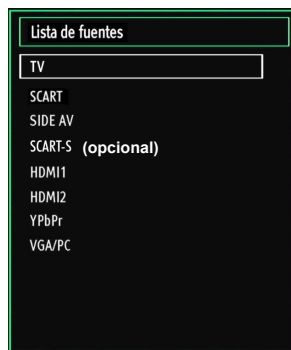 Lista de fuentes
TV
SCART
SIDE AV
SCART-S (opcional)
HDMI1
HDMI2
YPbPr
VGA/PC